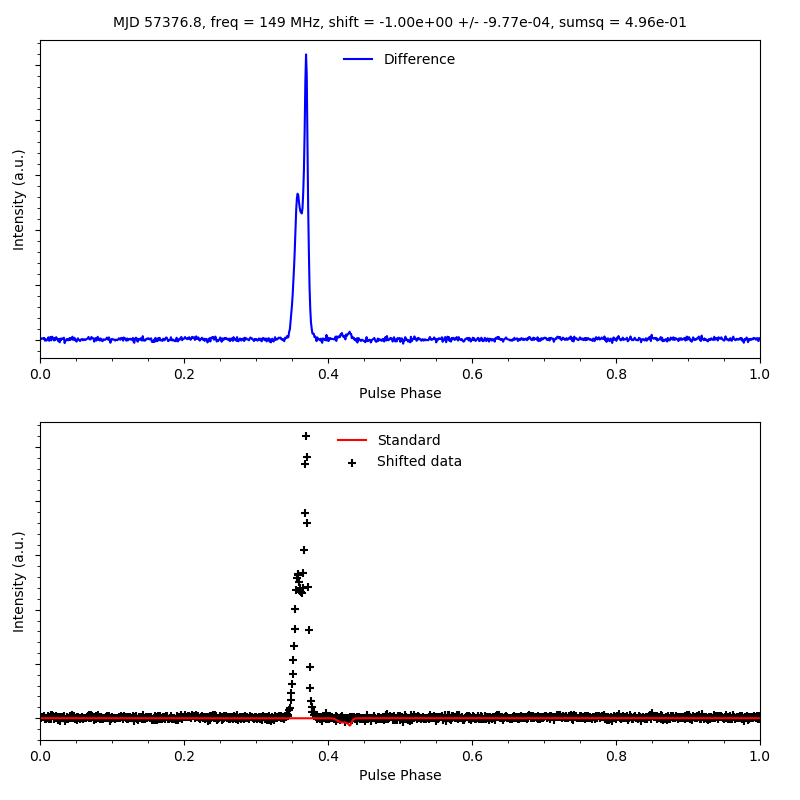 MJD 57376.8, freq = 149 MHz, shift = -1.00e+00 +/- -9.77e-04, sumsq = 4.96e-01
Difference
Intensity (a.u.)
0.0 0.2 0.4 0.6 0.8 1.0
Pulse Phase
Standard
Shifted data
Intensity (a.u.)
0.0 0.2 0.4 0.6 0.8 1.0
Pulse Phase